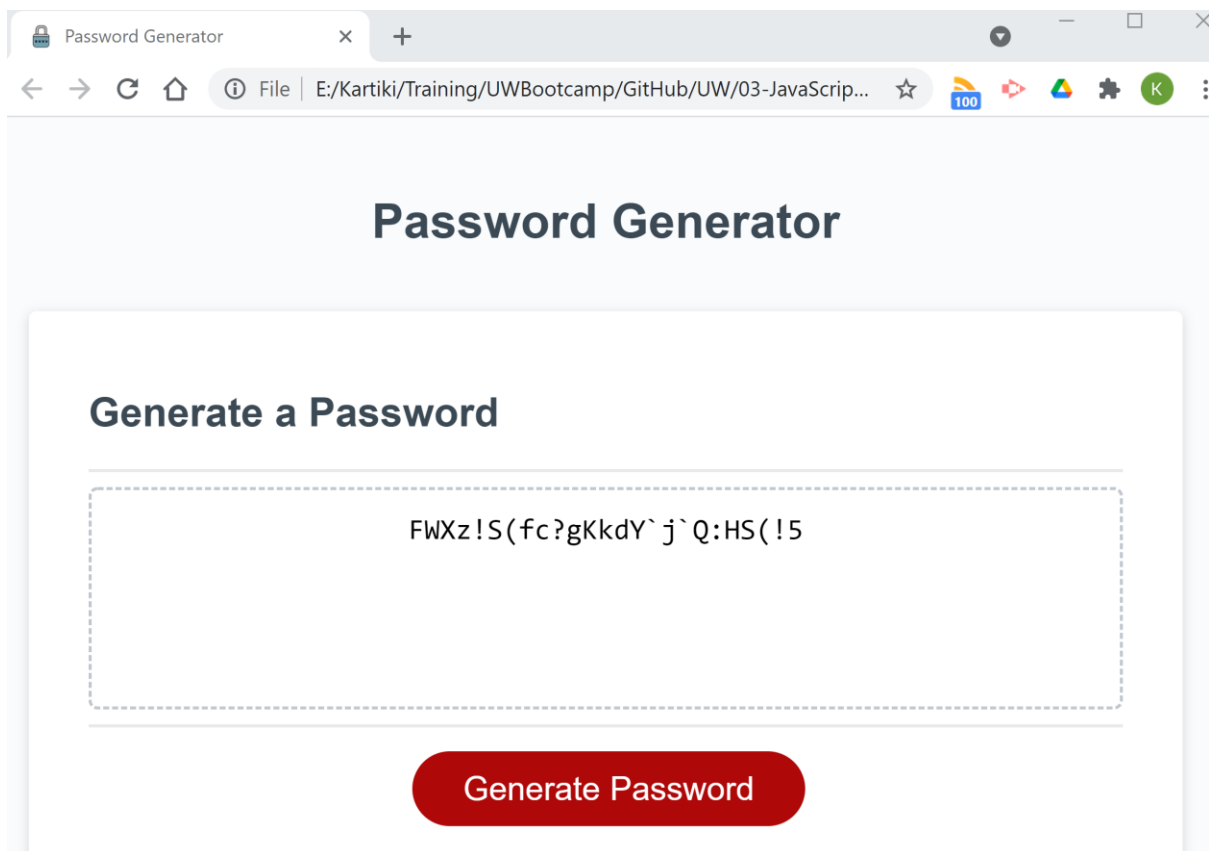 Password Generator
File E:/Kartiki/Training/UWBootcamp/GitHub/UW/03-JavaScrip...
100
K
Password Generator
Generate a Password
FWXz!S(fc?gKkdY`j`Q:HS(!5
Generate Password